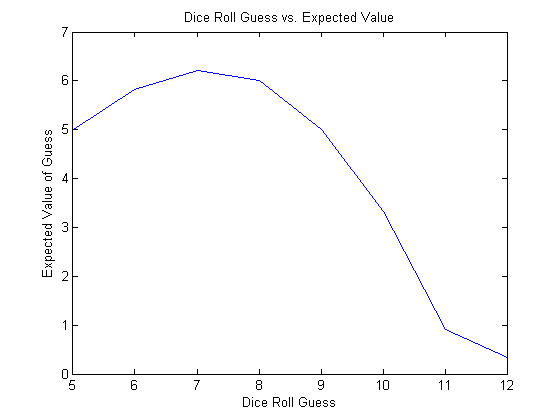 Dice Roll Guess vs. Expected Value
7
6
5
4
3
2
1
0
Expected Value of Guess
5 6 7 8 9 10 11 12
Dice Roll Guess